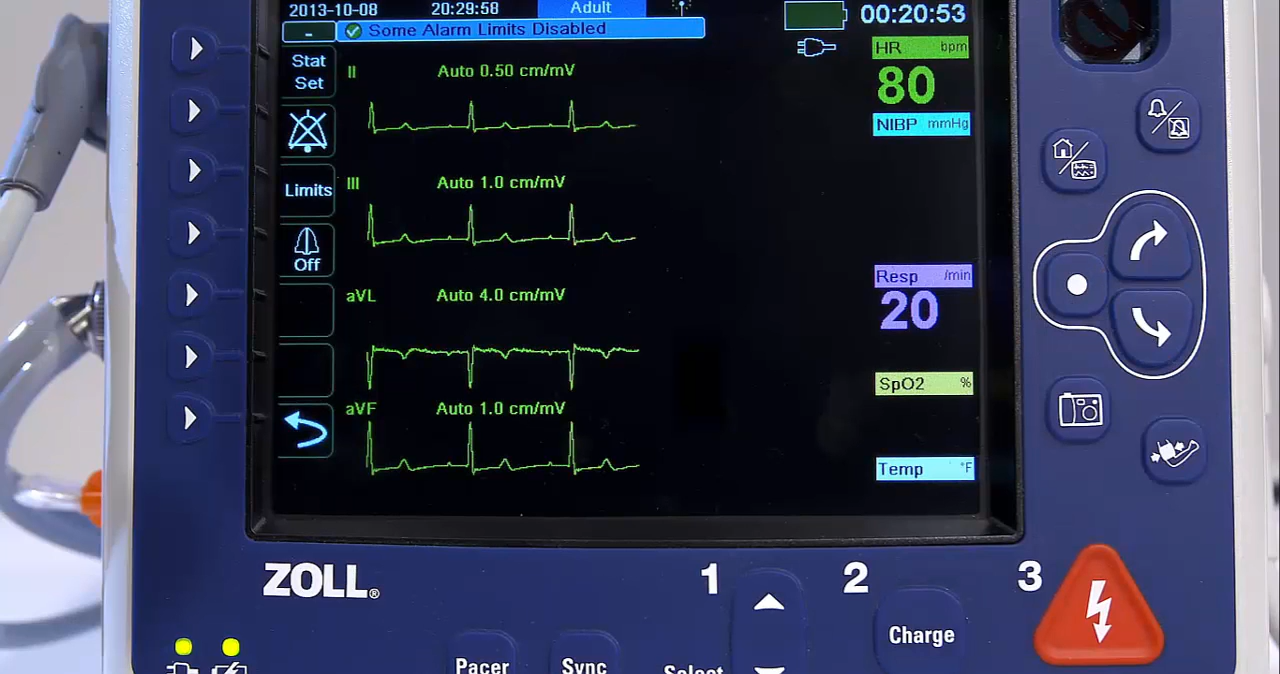 2013-10-08 20:29:58 Adult 00:20:53
- Some Alarm Limits Disabled
HR bpm
80
NIBP mmHg
Resp /min
20
SpO2 %
Temp °F
Stat
Set
Limits
Off
II Auto 0.50 cm/mV
III Auto 1.0 cm/mV
aVL Auto 4.0 cm/mV
aVF Auto 1.0 cm/mV
ZOLL®
1 2 3
Charge
Pacer Sync Select